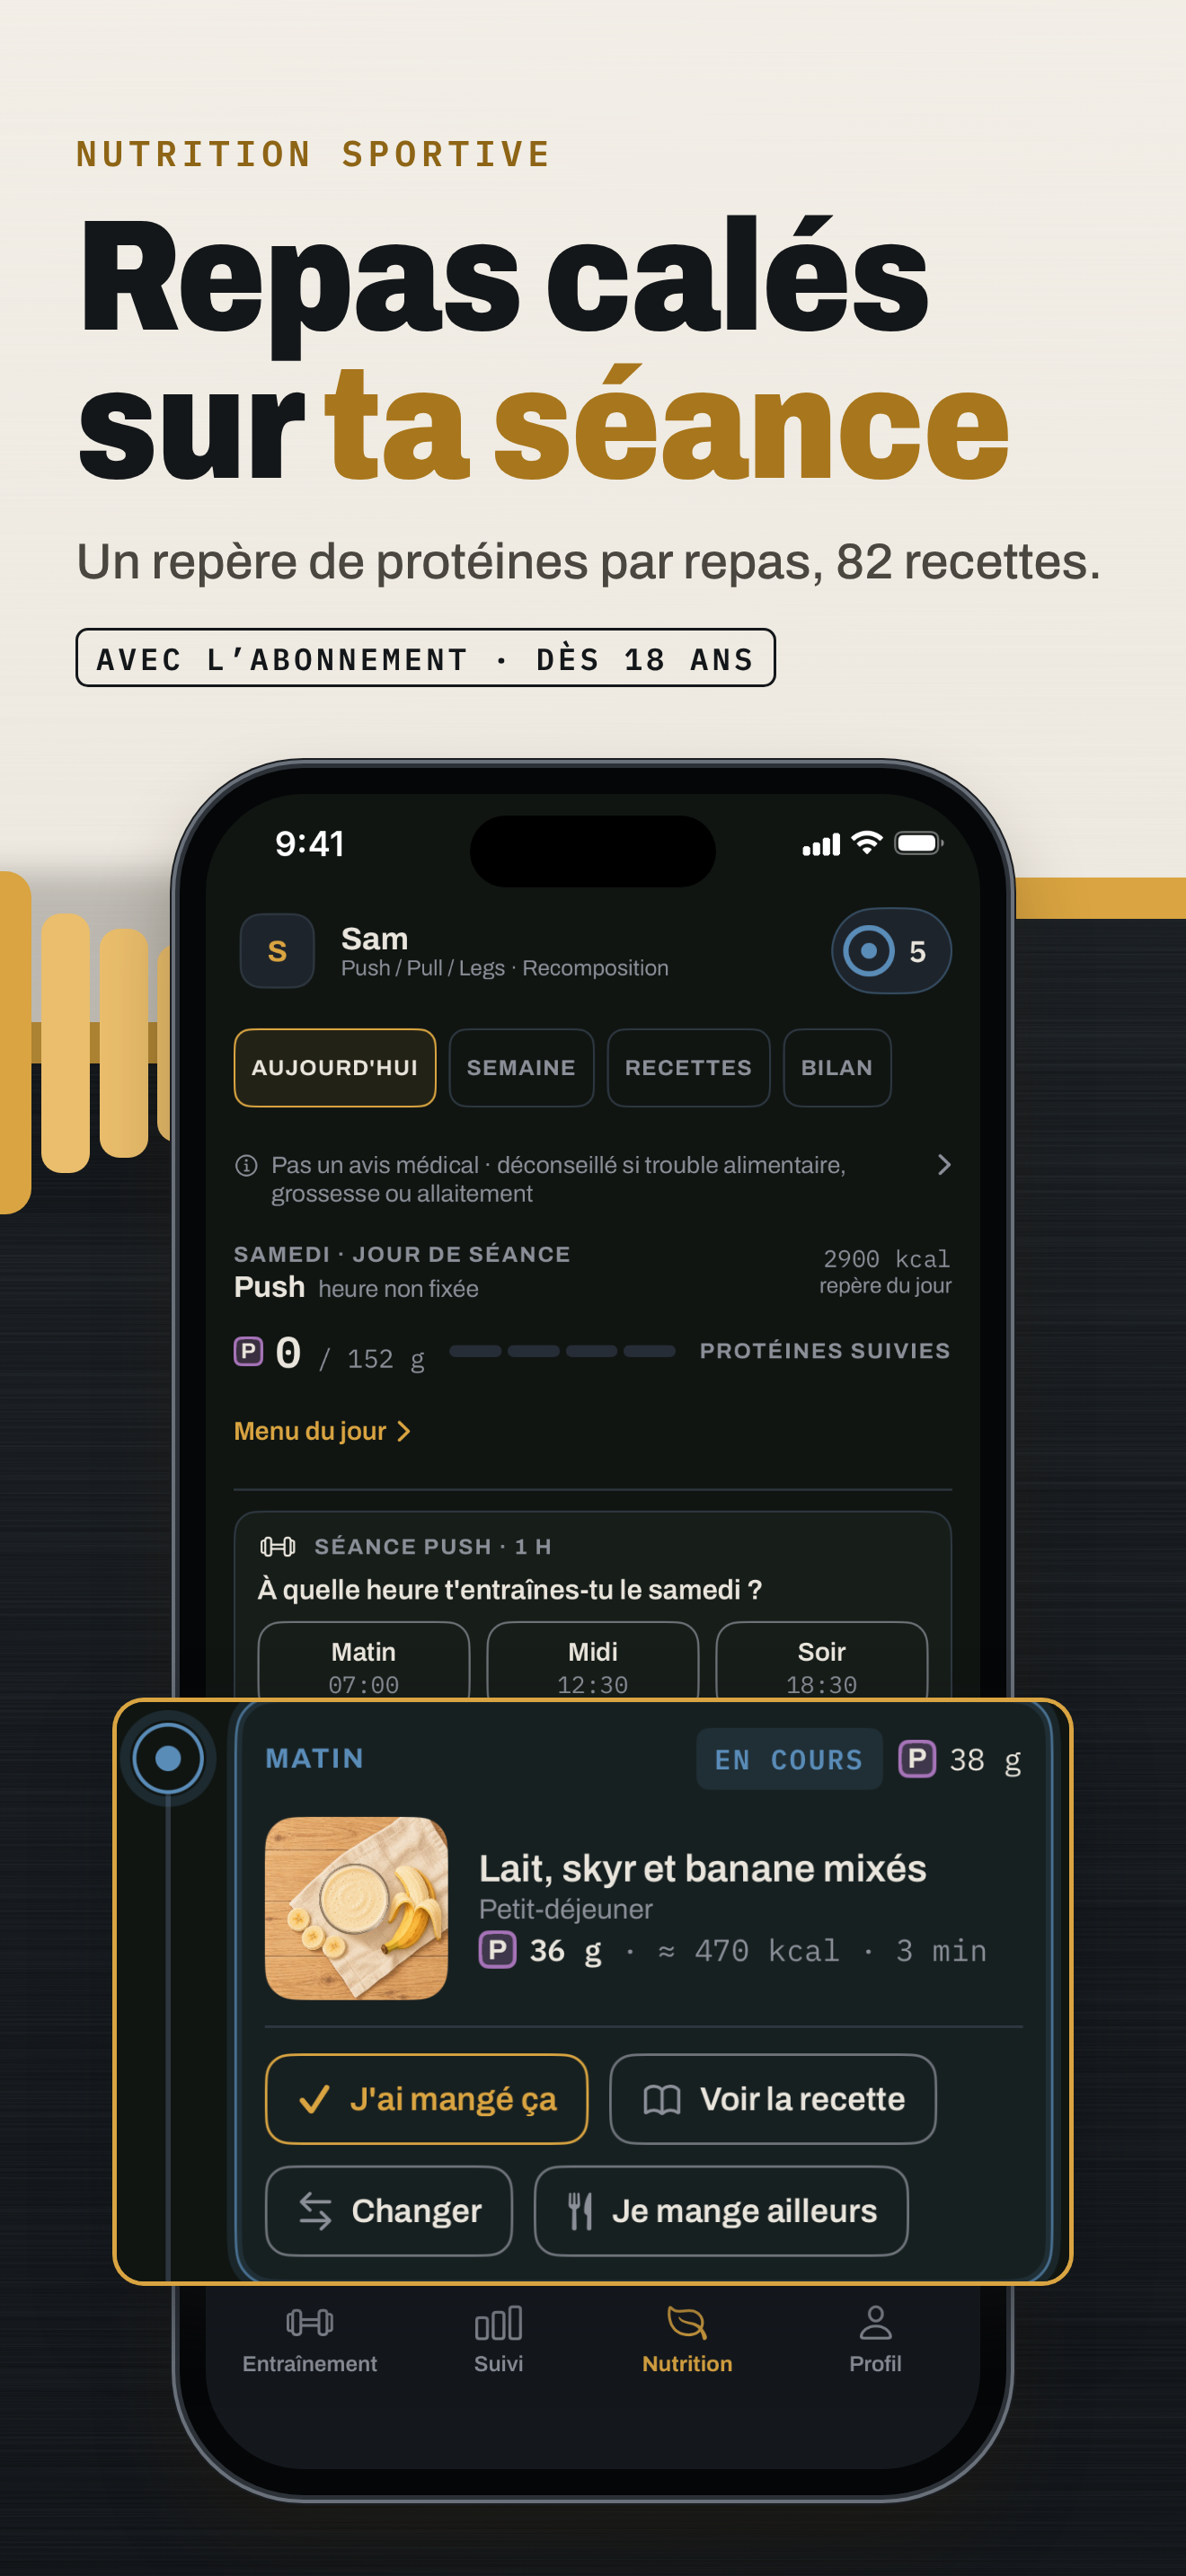 NUTRITION SPORTIVE
Repas calés
sur ta séance
Un repère de protéines par repas, 82 recettes.
AVEC L’ABONNEMENT · DÈS 18 ANS
9:41
S
Sam
Push / Pull / Legs · Recomposition
5
AUJOURD'HUI
SEMAINE
RECETTES
BILAN
Pas un avis médical · déconseillé si trouble alimentaire,
grossesse ou allaitement
SAMEDI · JOUR DE SÉANCE
2900 kcal
Push heure non fixée
repère du jour
P 0 / 152 g
PROTÉINES SUIVIES
Menu du jour
SÉANCE PUSH · 1 H
À quelle heure t'entraînes-tu le samedi ?
Matin
07:00
Midi
12:30
Soir
18:30
MATIN
EN COURS
P 38 g
Lait, skyr et banane mixés
Petit-déjeuner
P 36 g · ≈ 470 kcal · 3 min
J'ai mangé ça
Voir la recette
Changer
Je mange ailleurs
Entraînement
Suivi
Nutrition
Profil